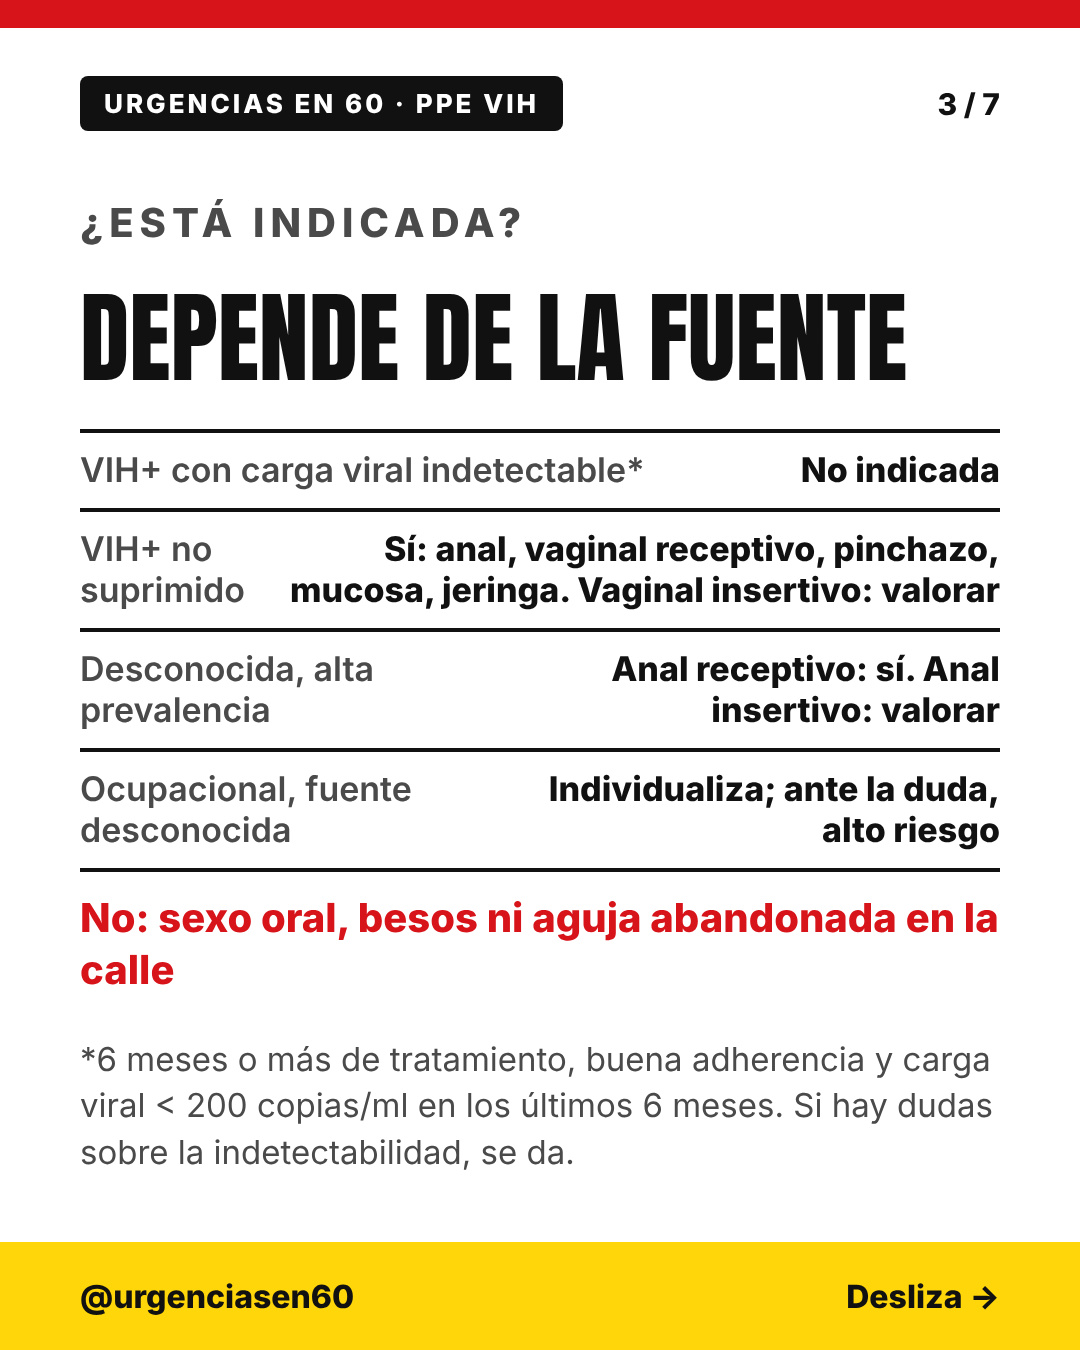 URGENCIAS EN 60 · PPE VIH
3 / 7
¿ESTÁ INDICADA?
DEPENDE DE LA FUENTE
VIH+ con carga viral indetectable* No indicada
VIH+ no suprimido
Sí: anal, vaginal receptivo, pinchazo,
mucosa, jeringa. Vaginal insertivo: valorar
Desconocida, alta
prevalencia
Anal receptivo: sí. Anal
insertivo: valorar
Ocupacional, fuente
desconocida
Individualiza; ante la duda,
alto riesgo
No: sexo oral, besos ni aguja abandonada en la
calle
*6 meses o más de tratamiento, buena adherencia y carga
viral < 200 copias/ml en los últimos 6 meses. Si hay dudas
sobre la indetectabilidad, se da.
@urgenciasen60
Desliza →